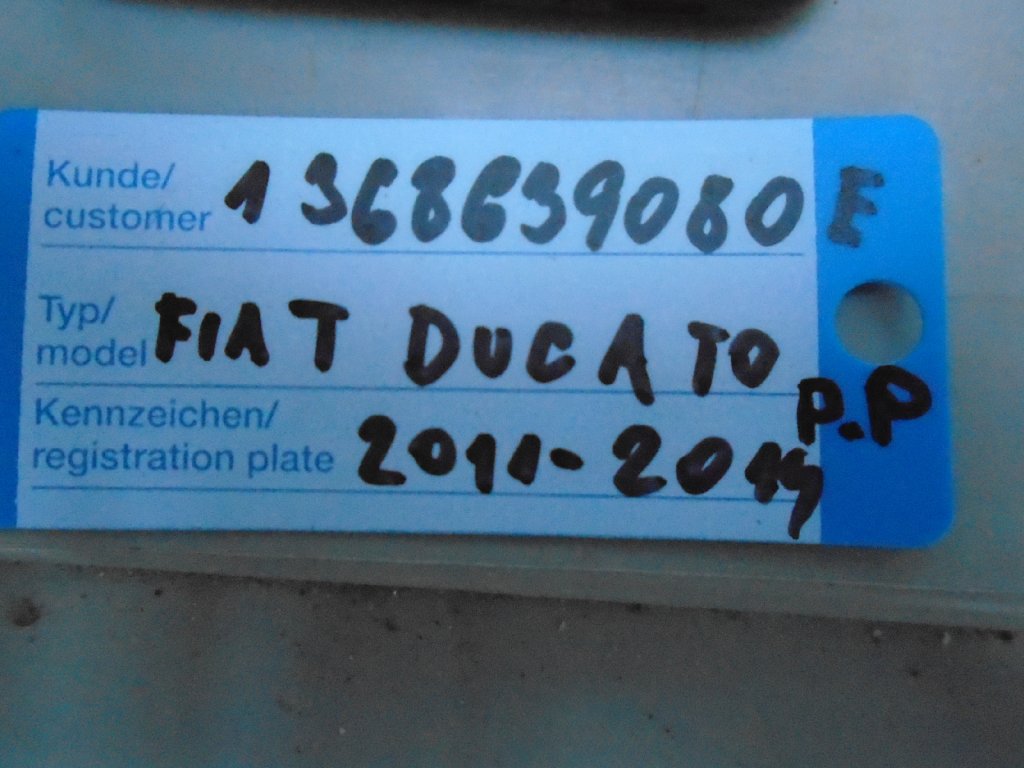 Kunde/
customer 1368639080 E
Typ/
model FIAT DUCATO
P.P
Kennzeichen/
registration plate 2011-2014